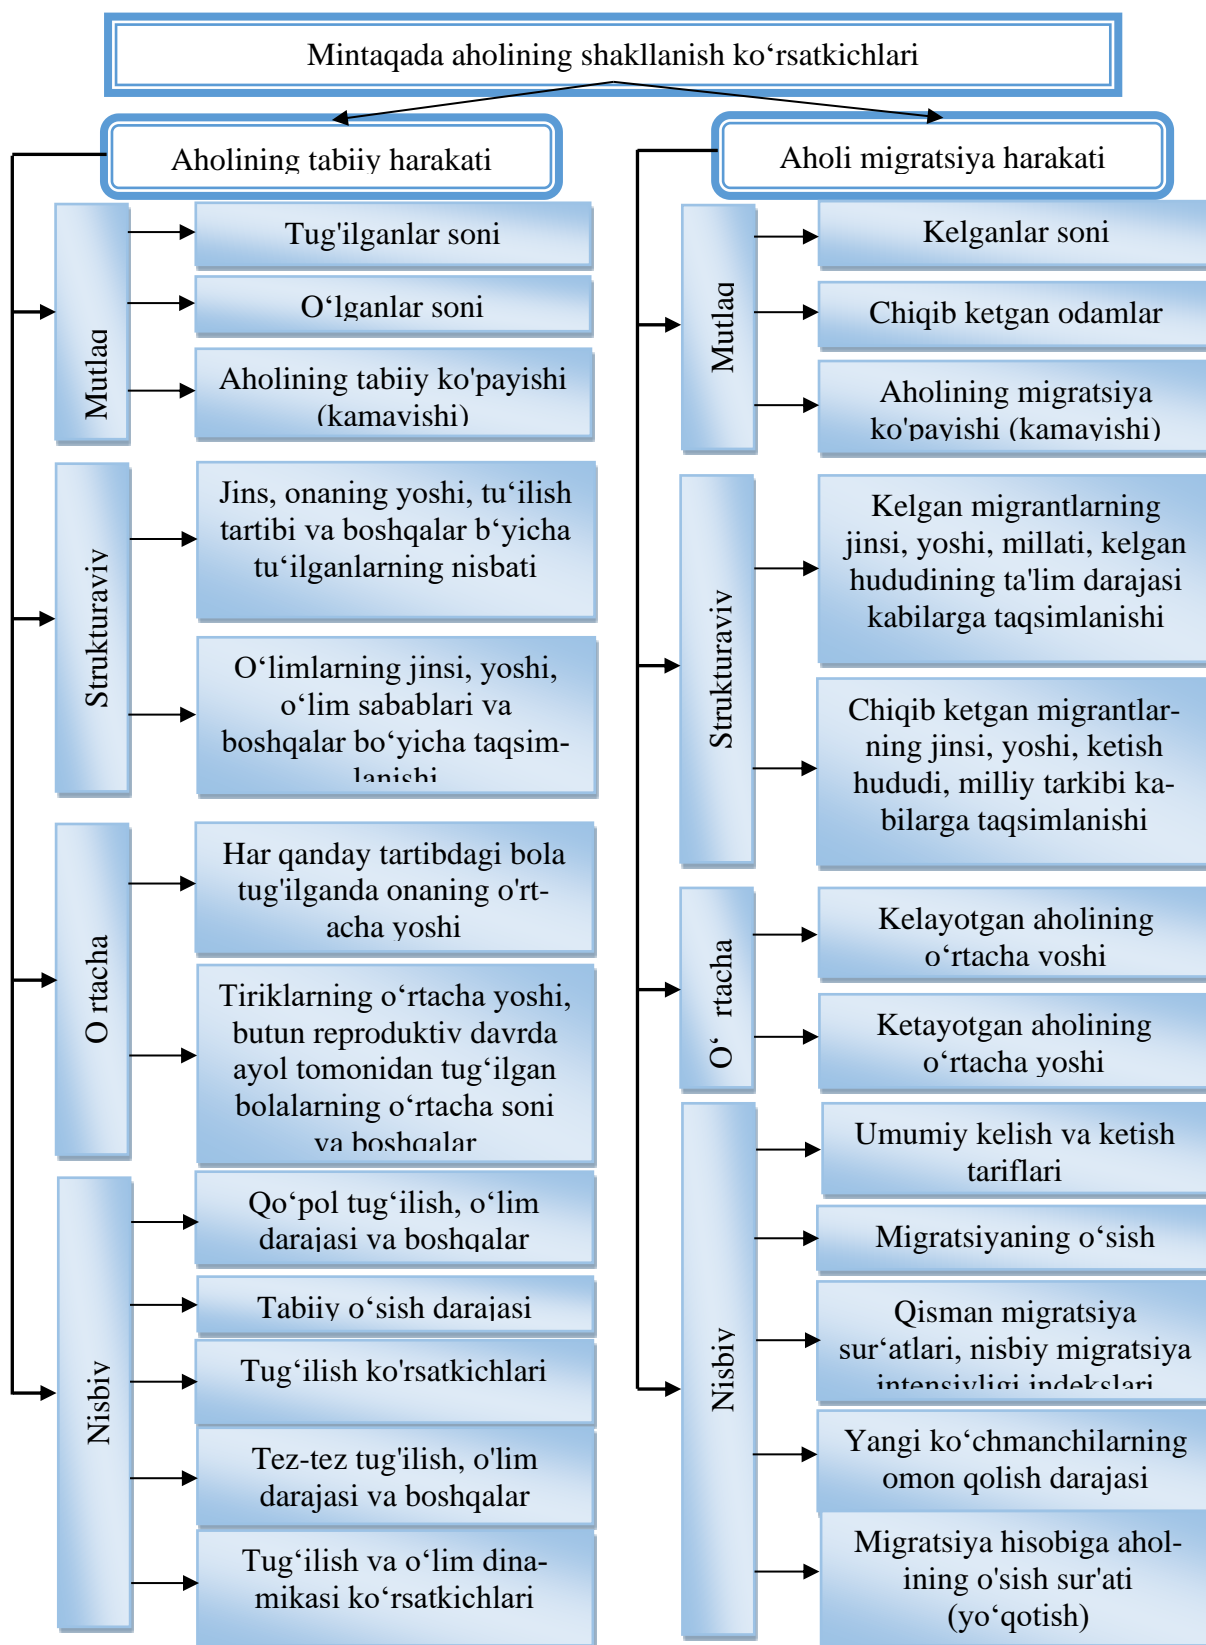 Mintaqada aholining shakllanish ko‘rsatkichlari
Aholining tabiiy harakati
Mutlaq
Tug'ilganlar soni
O‘lganlar soni
Aholining tabiiy ko'payishi
(kamayishi)
Strukturaviy
Jins, onaning yoshi, tu‘ilish
tartibi va boshqalar b‘yicha
tu‘ilganlarning nisbati
O‘limlarning jinsi, yoshi,
o‘lim sabablari va
boshqalar bo‘yicha taqsim-
lanishi
O rtacha
Har qanday tartibdagi bola
tug'ilganda onaning o'rt-
acha yoshi
Tiriklarning o‘rtacha yoshi,
butun reproduktiv davrda
ayol tomonidan tug‘ilgan
bolalarning o‘rtacha soni
va boshqalar
Nisbiy
Qo‘pol tug‘ilish, o‘lim
darajasi va boshqalar
Tabiiy o‘sish darajasi
Tug‘ilish ko'rsatkichlari
Tez-tez tug'ilish, o'lim
darajasi va boshqalar
Tug‘ilish va o‘lim dina-
mikasi ko‘rsatkichlari
Aholi migratsiya harakati
Mutlaq
Kelganlar soni
Chiqib ketgan odamlar
Aholining migratsiya
ko'payishi (kamayishi)
Strukturaviy
Kelgan migrantlarning
jinsi, yoshi, millati, kelgan
hududining ta'lim darajasi
kabilarga taqsimlanishi
Chiqib ketgan migrantlar-
ning jinsi, yoshi, ketish
hududi, milliy tarkibi ka-
bilarga taqsimlanishi
O‘ rtacha
Kelayotgan aholining
o‘rtacha yoshi
Ketayotgan aholining
o‘rtacha yoshi
Nisbiy
Umumiy kelish va ketish
tariflari
Migratsiyaning o‘sish
Qisman migratsiya
sur‘atlari, nisbiy migratsiya
intensivligi indekslari
Yangi ko‘chmanchilarning
omon qolish darajasi
Migratsiya hisobiga ahol-
ining o'sish sur'ati
(yo‘qotish)